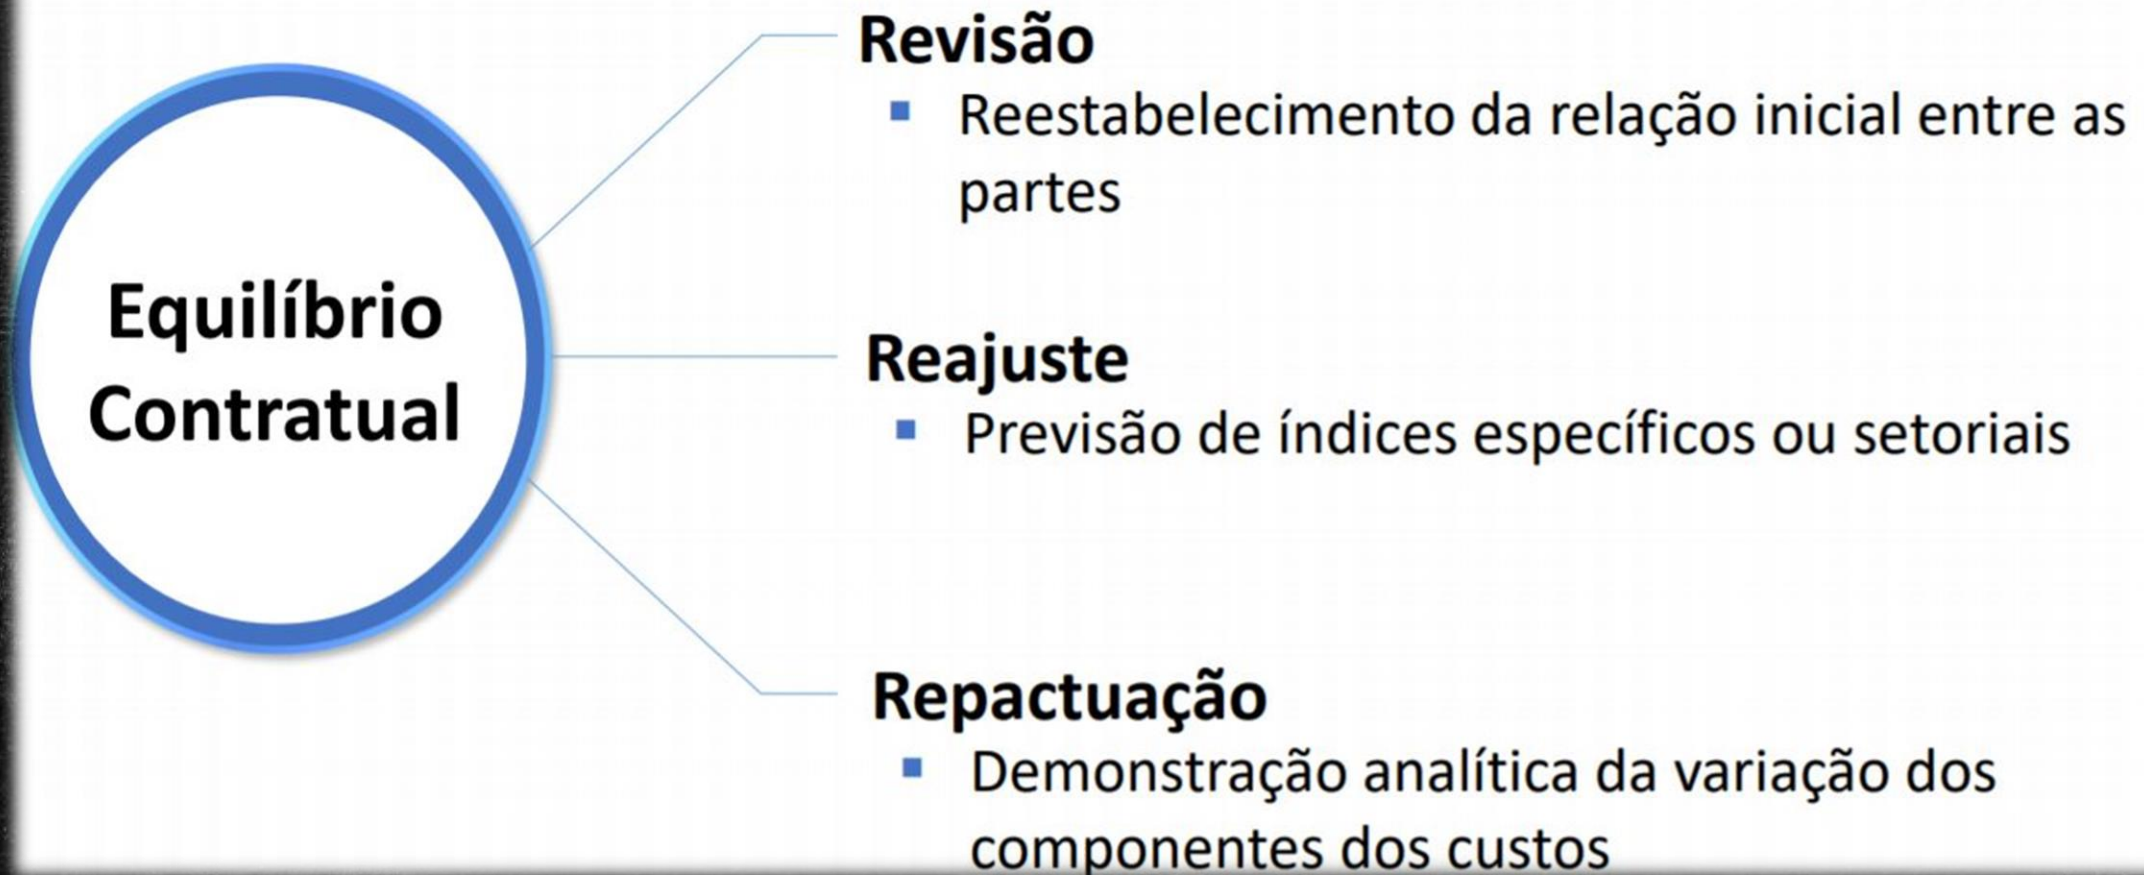 Equilíbrio
Contratual
Revisão
▪ Reestabelecimento da relação inicial entre as
partes
Reajuste
▪ Previsão de índices específicos ou setoriais
Repactuação
▪ Demonstração analítica da variação dos
componentes dos custos